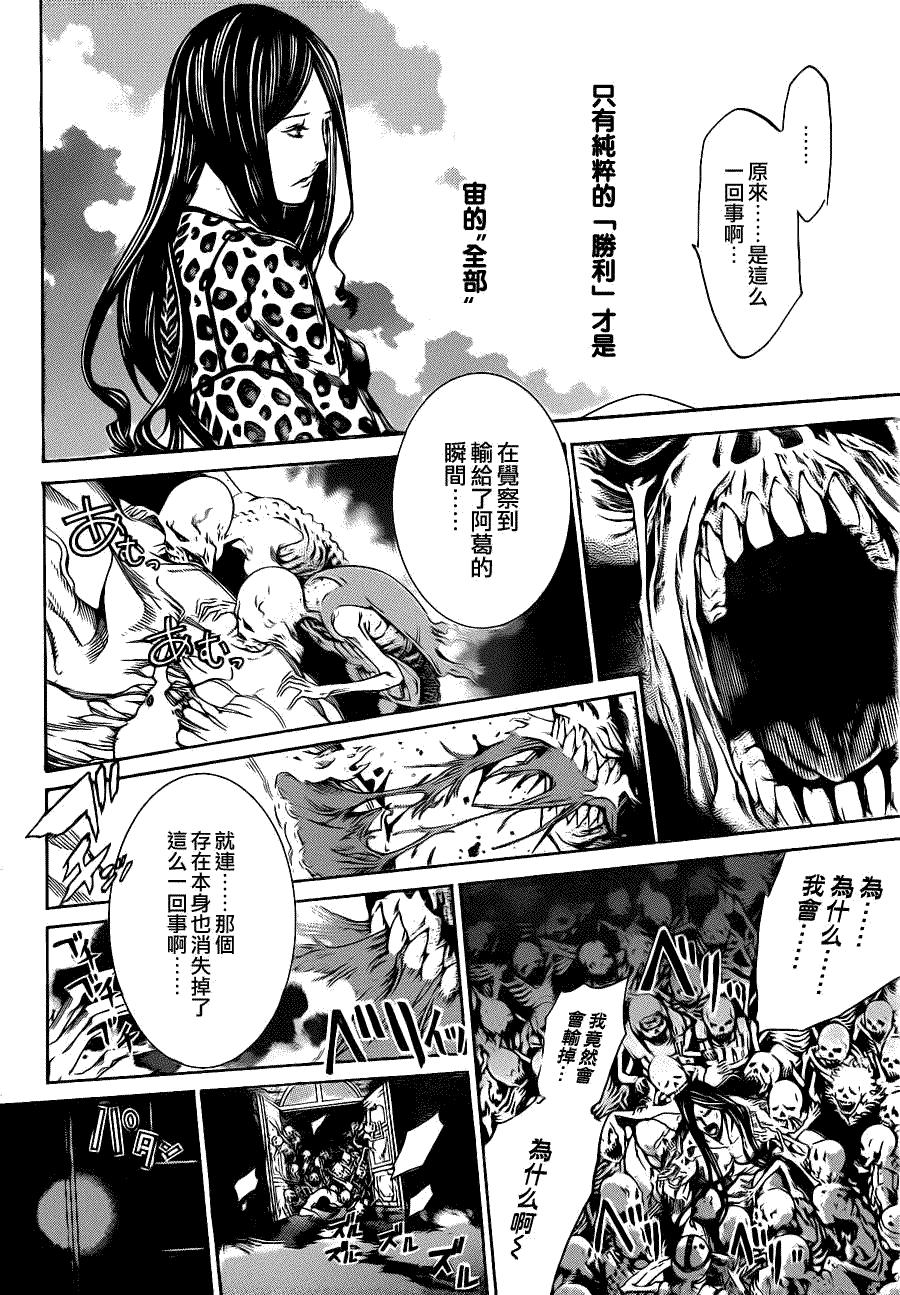 ……
原來……是這么
一回事啊…
只有純粹的「勝利」才是
宙的"全部"
在覺察到
輸給了阿葛的
瞬間……
あむっ
あむっ
就連……那個
存在本身也消失掉了
這么一回事啊……
ベリッ
為……
為什么……
我會……
我竟然會
會輸掉…
為什么啊~
ズル
ズル
ズル
パタン